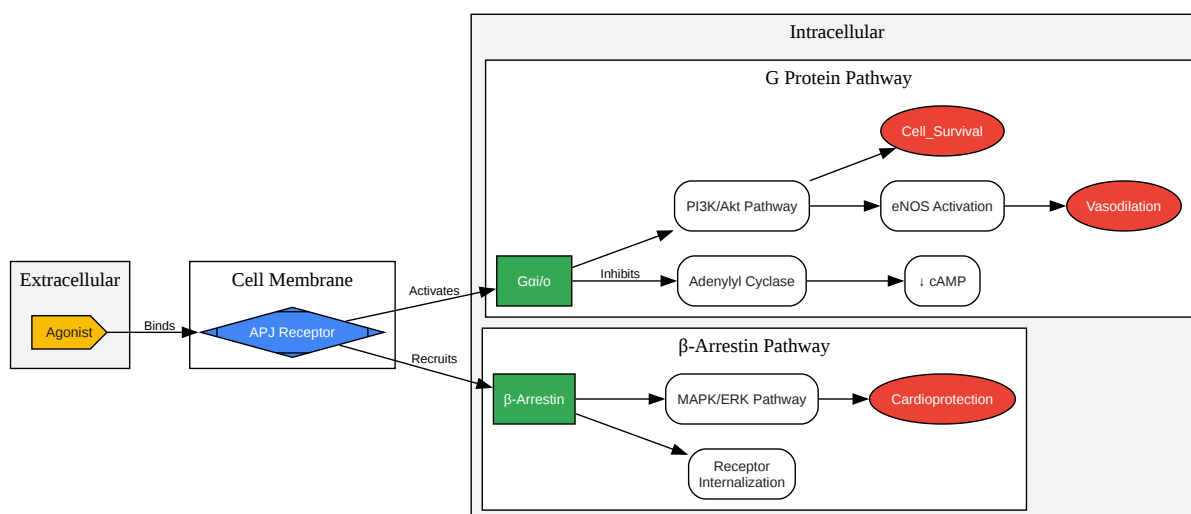 Intracellular
G Protein Pathway
Cell_Survival
PI3K/Akt Pathway
eNOS Activation
Vasodilation
Extracellular
Cell Membrane
Gαi/o
Inhibits
Adenylyl Cyclase
↓ cAMP
Activates
Agonist
Binds
APJ Receptor
β-Arrestin Pathway
Recruits
β-Arrestin
MAPK/ERK Pathway
Cardioprotection
Receptor
Internalization